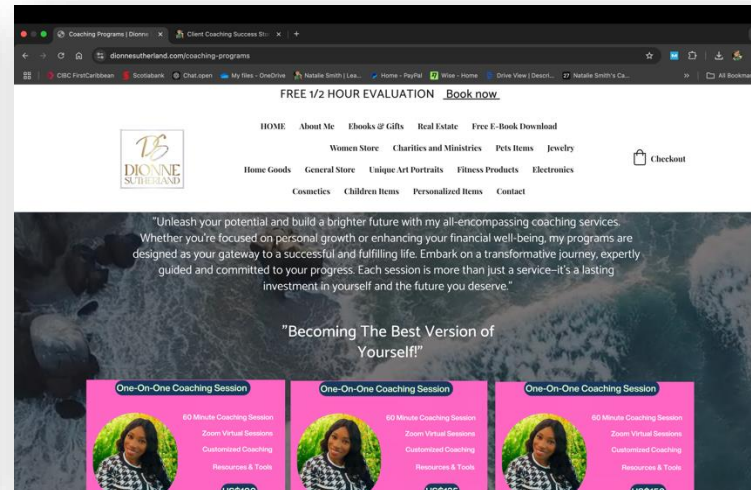 Coaching Programs | Dionne
Client Coaching Success Sto
dionnesutherland.com/coaching-programs
CIBC FirstCaribbean
Scotiabank
Chat.open
My files - OneDrive
Natalie Smith | Lea...
Home - PayPal
Wise - Home
Drive View | Descri...
27 Natalie Smith's Ca...
All Bookmar
FREE 1/2 HOUR EVALUATION Book now
HOME About Me Ebooks & Gifts Real Estate Free E-Book Download
Women Store Charities and Ministries Pets Items Jewelry
Home Goods General Store Unique Art Portraits Fitness Products Electronics
Cosmetics Children Items Personalized Items Contact
DS
DIONNE
SUTHERLAND
Checkout
"Unleash your potential and build a brighter future with my all-encompassing coaching services.
Whether you're focused on personal growth or enhancing your financial well-being, my programs are
designed as your gateway to a successful and fulfilling life. Embark on a transformative journey, expertly
guided and committed to your progress. Each session is more than just a service—it's a lasting
investment in yourself and the future you deserve."
"Becoming The Best Version of
Yourself!"
One-On-One Coaching Session
60 Minute Coaching Session
Zoom Virtual Sessions
Customized Coaching
Resources & Tools
One-On-One Coaching Session
60 Minute Coaching Session
Zoom Virtual Sessions
Customized Coaching
Resources & Tools
One-On-One Coaching Session
60 Minute Coaching Session
Zoom Virtual Sessions
Customized Coaching
Resources & Tools